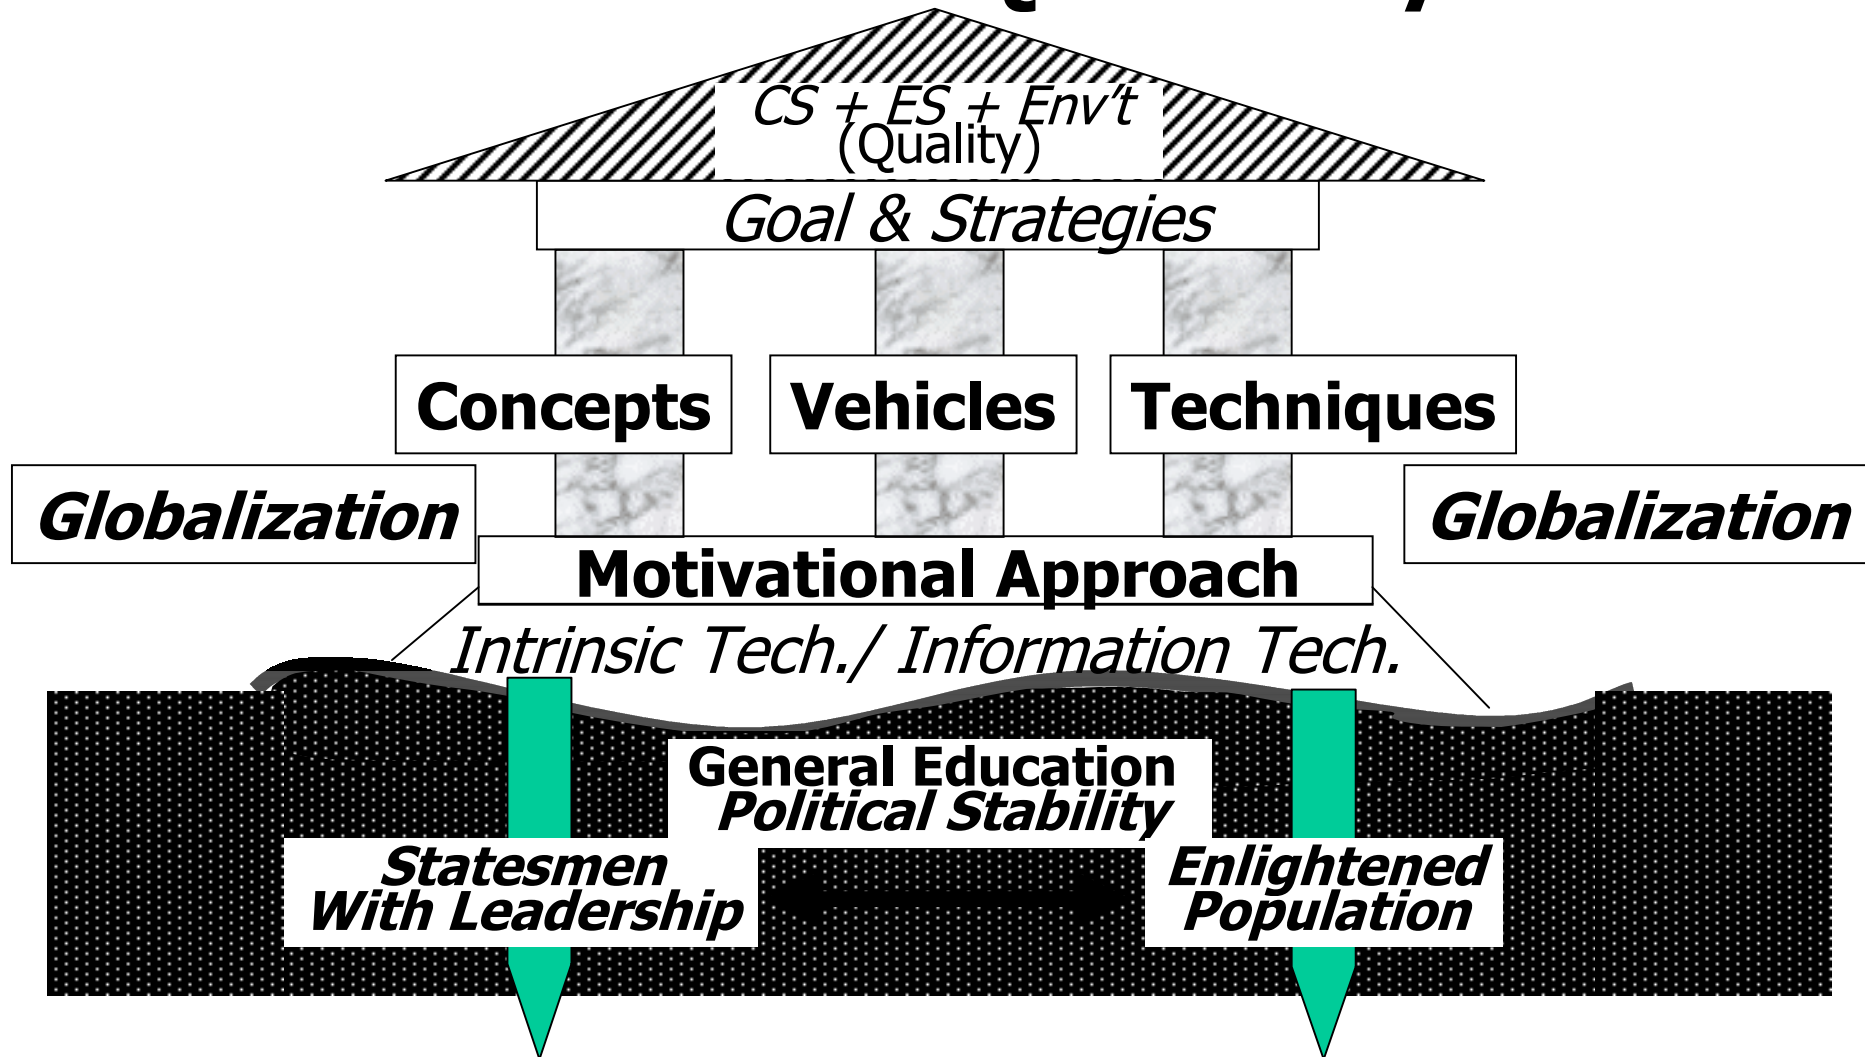 CS + ES + Env't
(Quality)
Goal & Strategies
Concepts
Vehicles
Techniques
Globalization
Globalization
Motivational Approach
Intrinsic Tech./ Information Tech.
General Education
Political Stability
Statesmen
With Leadership
Enlightened
Population